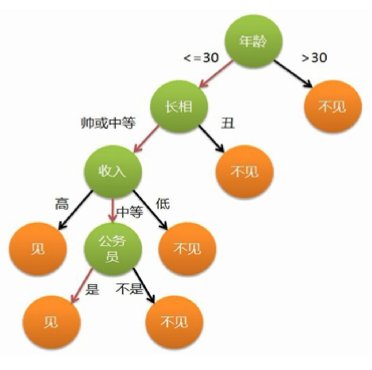 年龄
<=30
>30
长相
不见
帅或中等
丑
收入
不见
高
中等
低
见
公务
员
不见
是
不是
见
不见